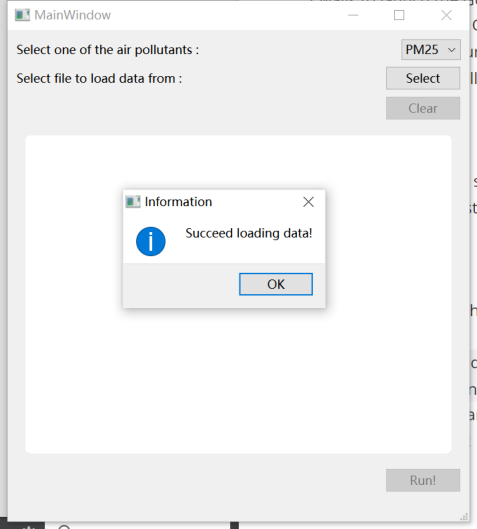 MainWindow
Select one of the air pollutants :
PM25
Select file to load data from :
Select
Clear
Information
Succeed loading data!
OK
Run!